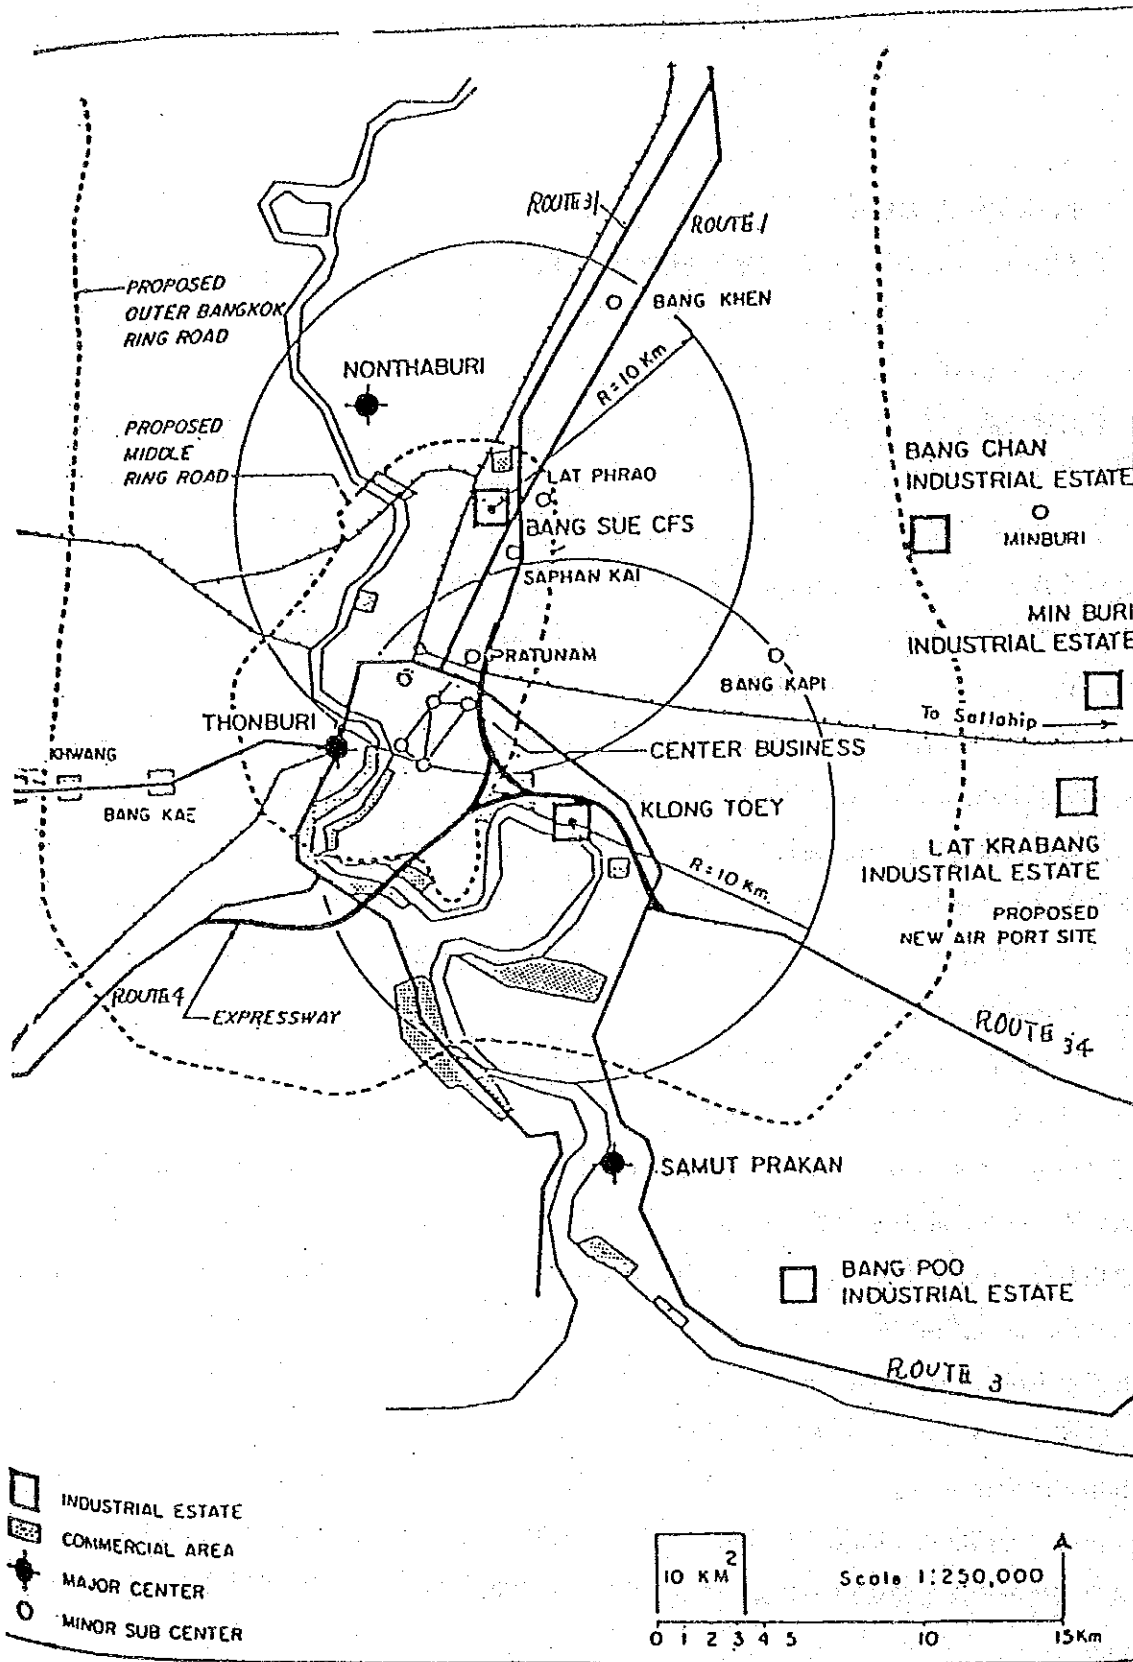 ROUTE 31
ROUTE 1
PROPOSED
OUTER BANGKOK
RING ROAD
BANG KHEN
NONTHABURI
R=10 Km
PROPOSED
MIDDLE
RING ROAD
BANG CHAN
INDUSTRIAL ESTATE
LAT PHRAO
BANG SUE CFS
MINBURI
SAPHAN KAI
MIN BURI
INDUSTRIAL ESTATE
PRATUNAM
BANG KAPI
To Sattahip
THONBURI
CENTER BUSINESS
KHWANG
BANG KAE
KLONG TOEY
LAT KRABANG
INDUSTRIAL ESTATE
R=10 Km
PROPOSED
NEW AIR PORT SITE
ROUTE 4
EXPRESSWAY
ROUTE 34
SAMUT PRAKAN
BANG POO
INDUSTRIAL ESTATE
ROUTE 3
INDUSTRIAL ESTATE
COMMERCIAL AREA
MAJOR CENTER
MINOR SUB CENTER
10 KM²
Scale 1:250,000
0 1 2 3 4 5 10 15Km